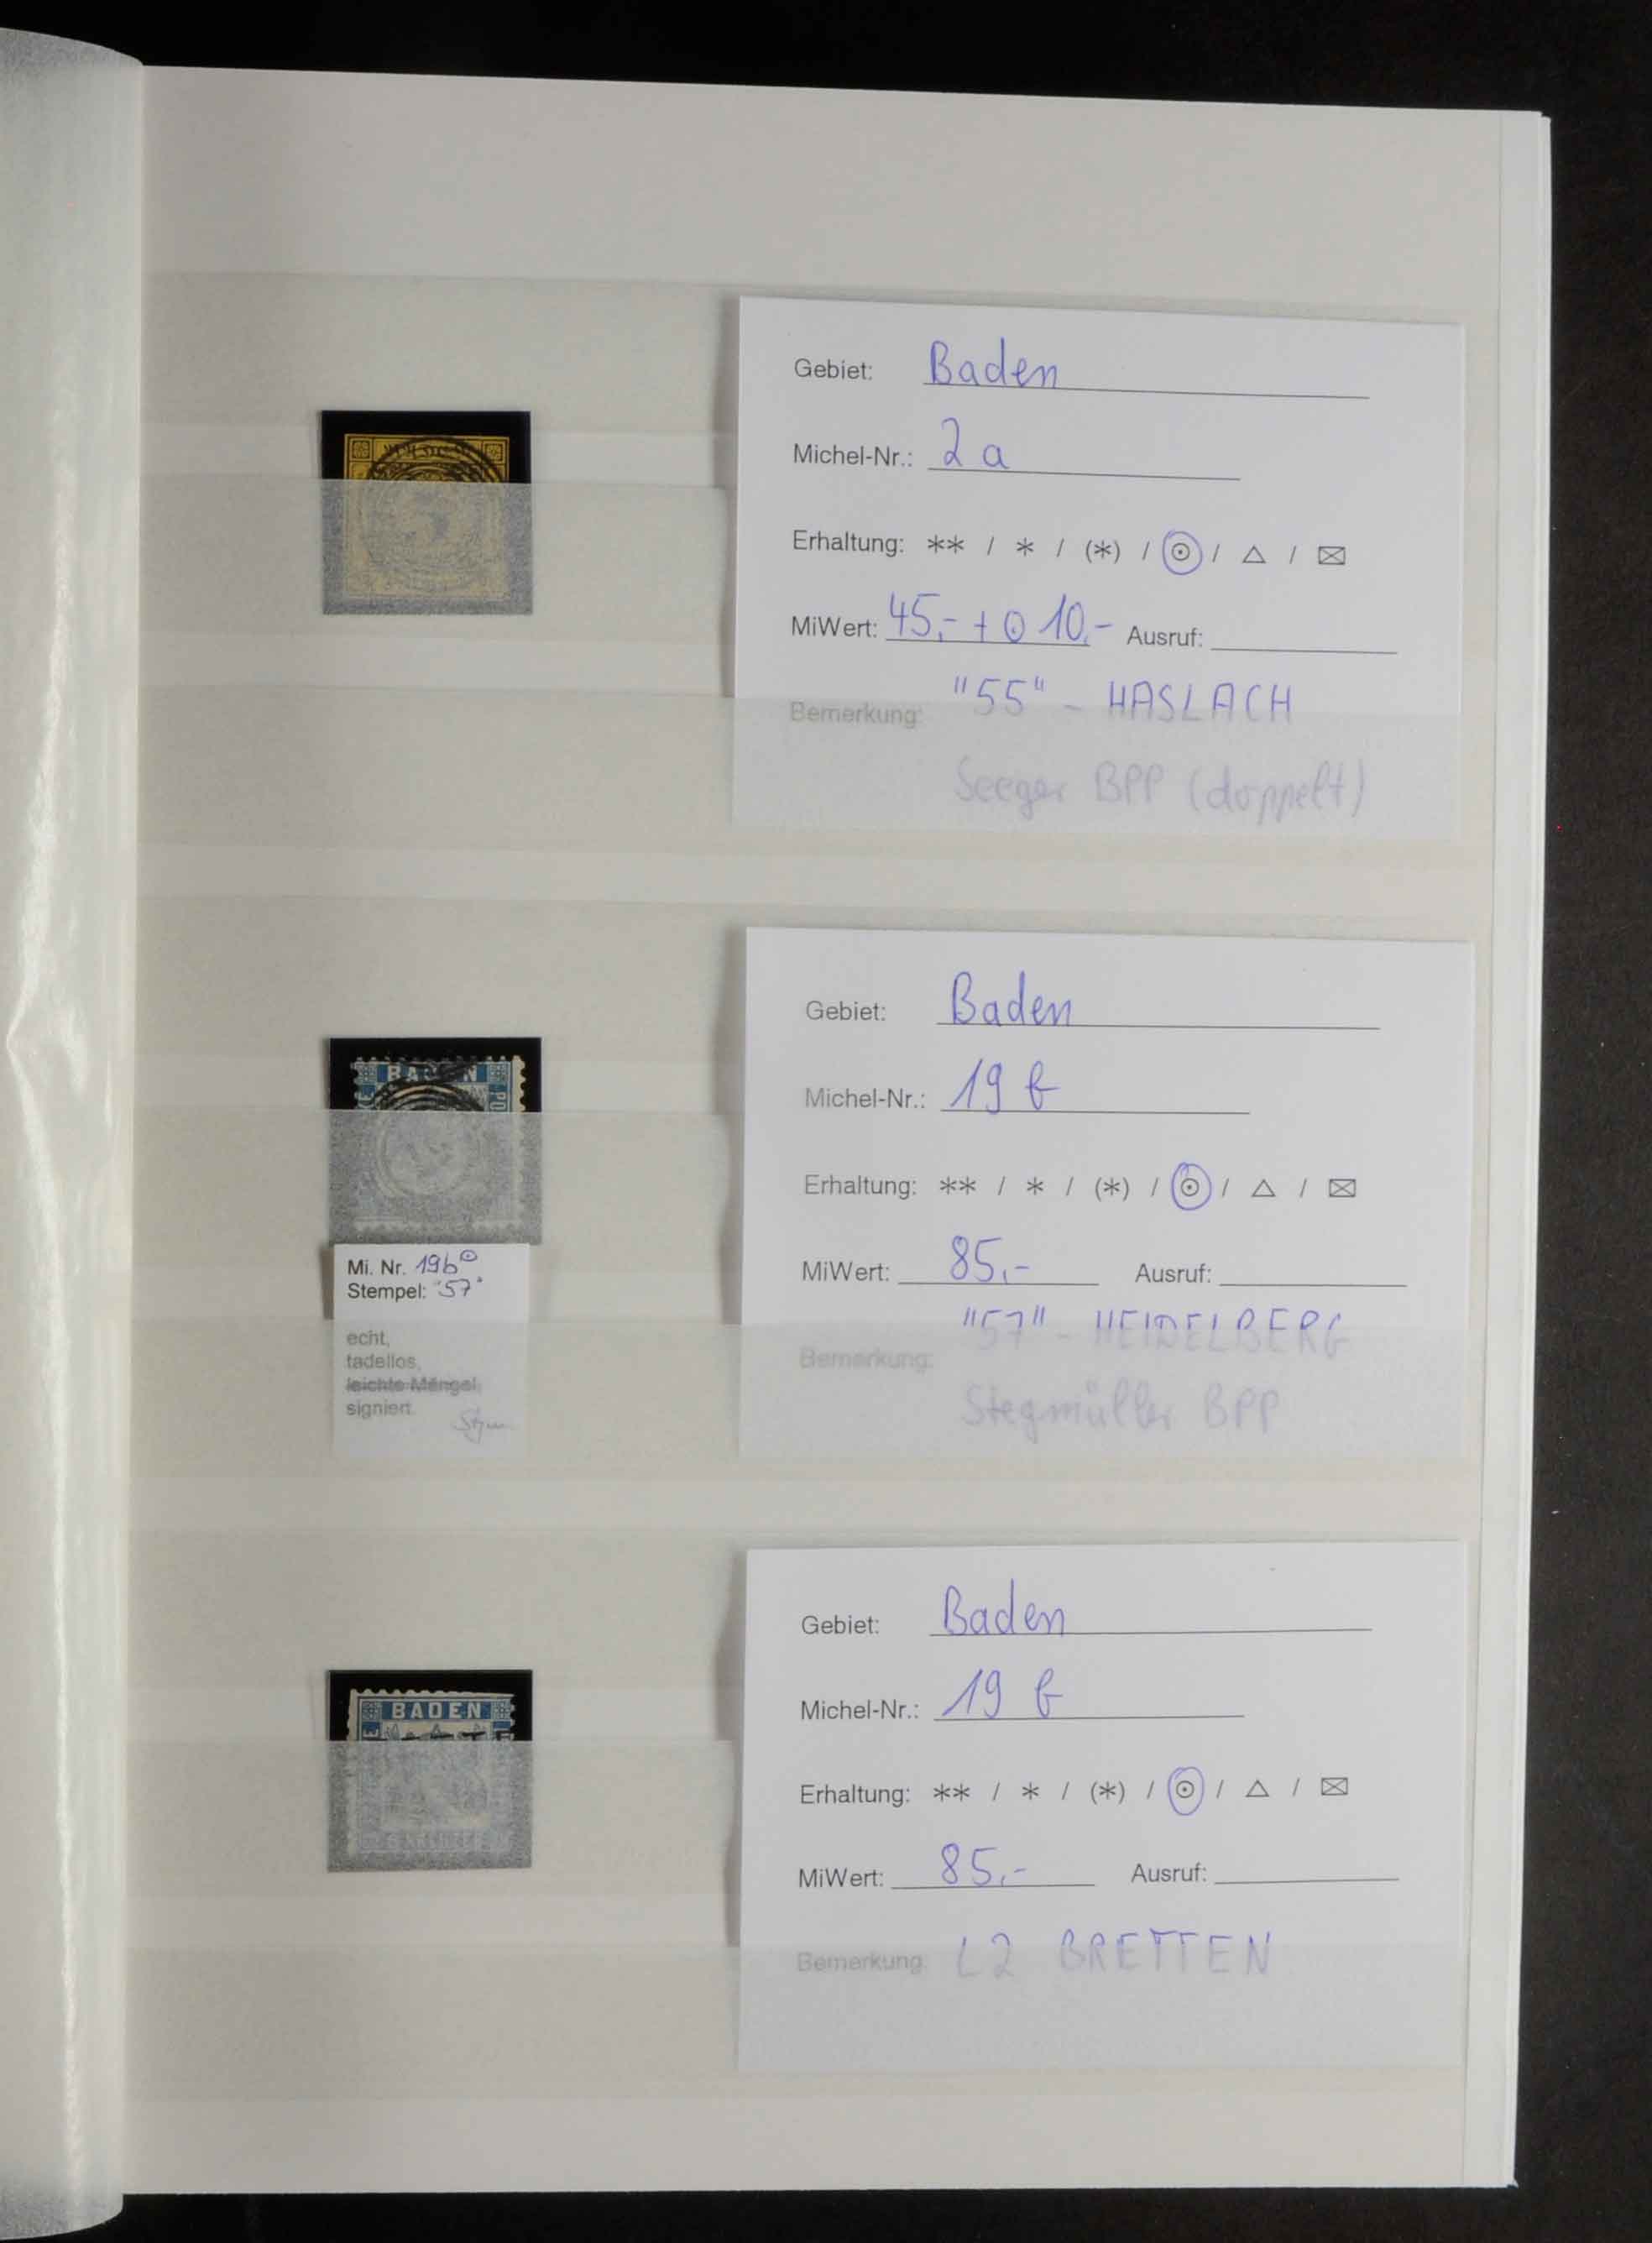 Gebiet: Baden
Michel-Nr.: 2 a
Erhaltung: ** / * / (*) / ⊙ / △ / ✉
MiWert: 45,- + ⊙ 10,- Ausruf:
Bemerkung: "55" - HASLACH
Seeger BPP (doppelt)
BADEN
Gebiet: Baden
Michel-Nr.: 19 b
Erhaltung: ** / * / (*) / ⊙ / △ / ✉
MiWert: 85,- Ausruf:
Bemerkung: "57" - HEIDELBERG
Stegmüller BPP
Mi. Nr. 19b ⊙
Stempel: "57"
echt,
tadellos,
leichte Mängel,
signiert.
BADEN
6 KREUZER
Gebiet: Baden
Michel-Nr.: 19 b
Erhaltung: ** / * / (*) / ⊙ / △ / ✉
MiWert: 85,- Ausruf:
Bemerkung: L2 BRETTEN